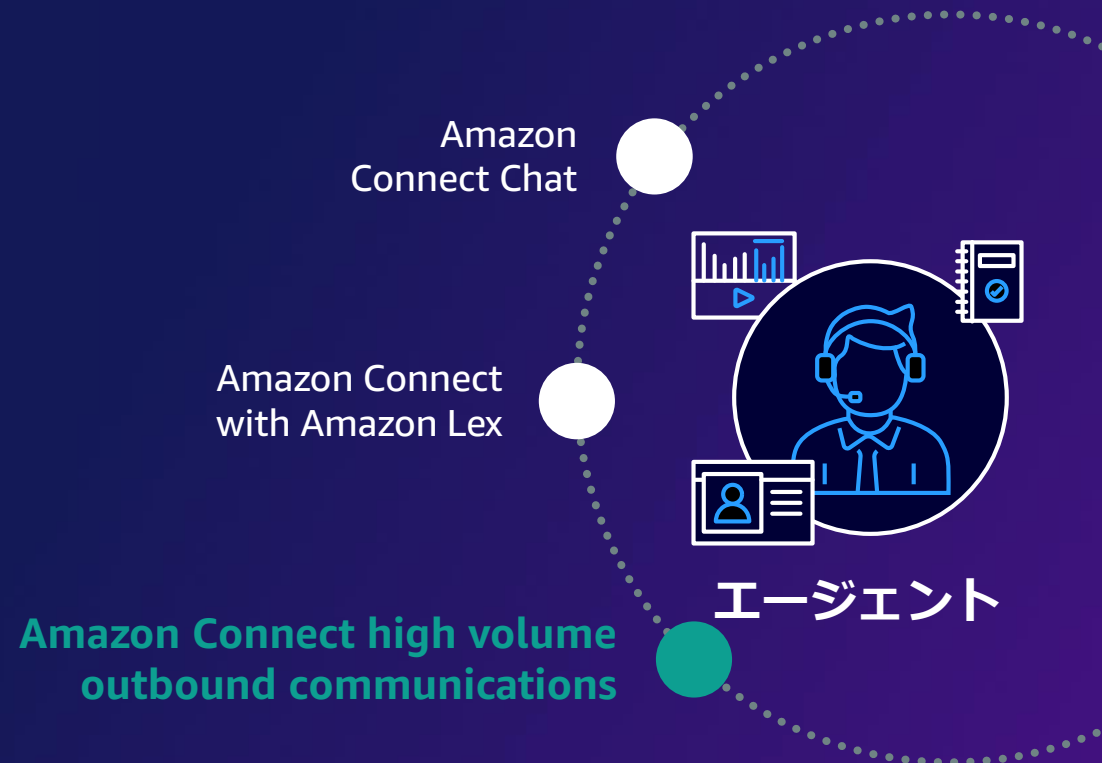 Amazon
Connect Chat
Amazon Connect
with Amazon Lex
エージェント
Amazon Connect high volume
outbound communications